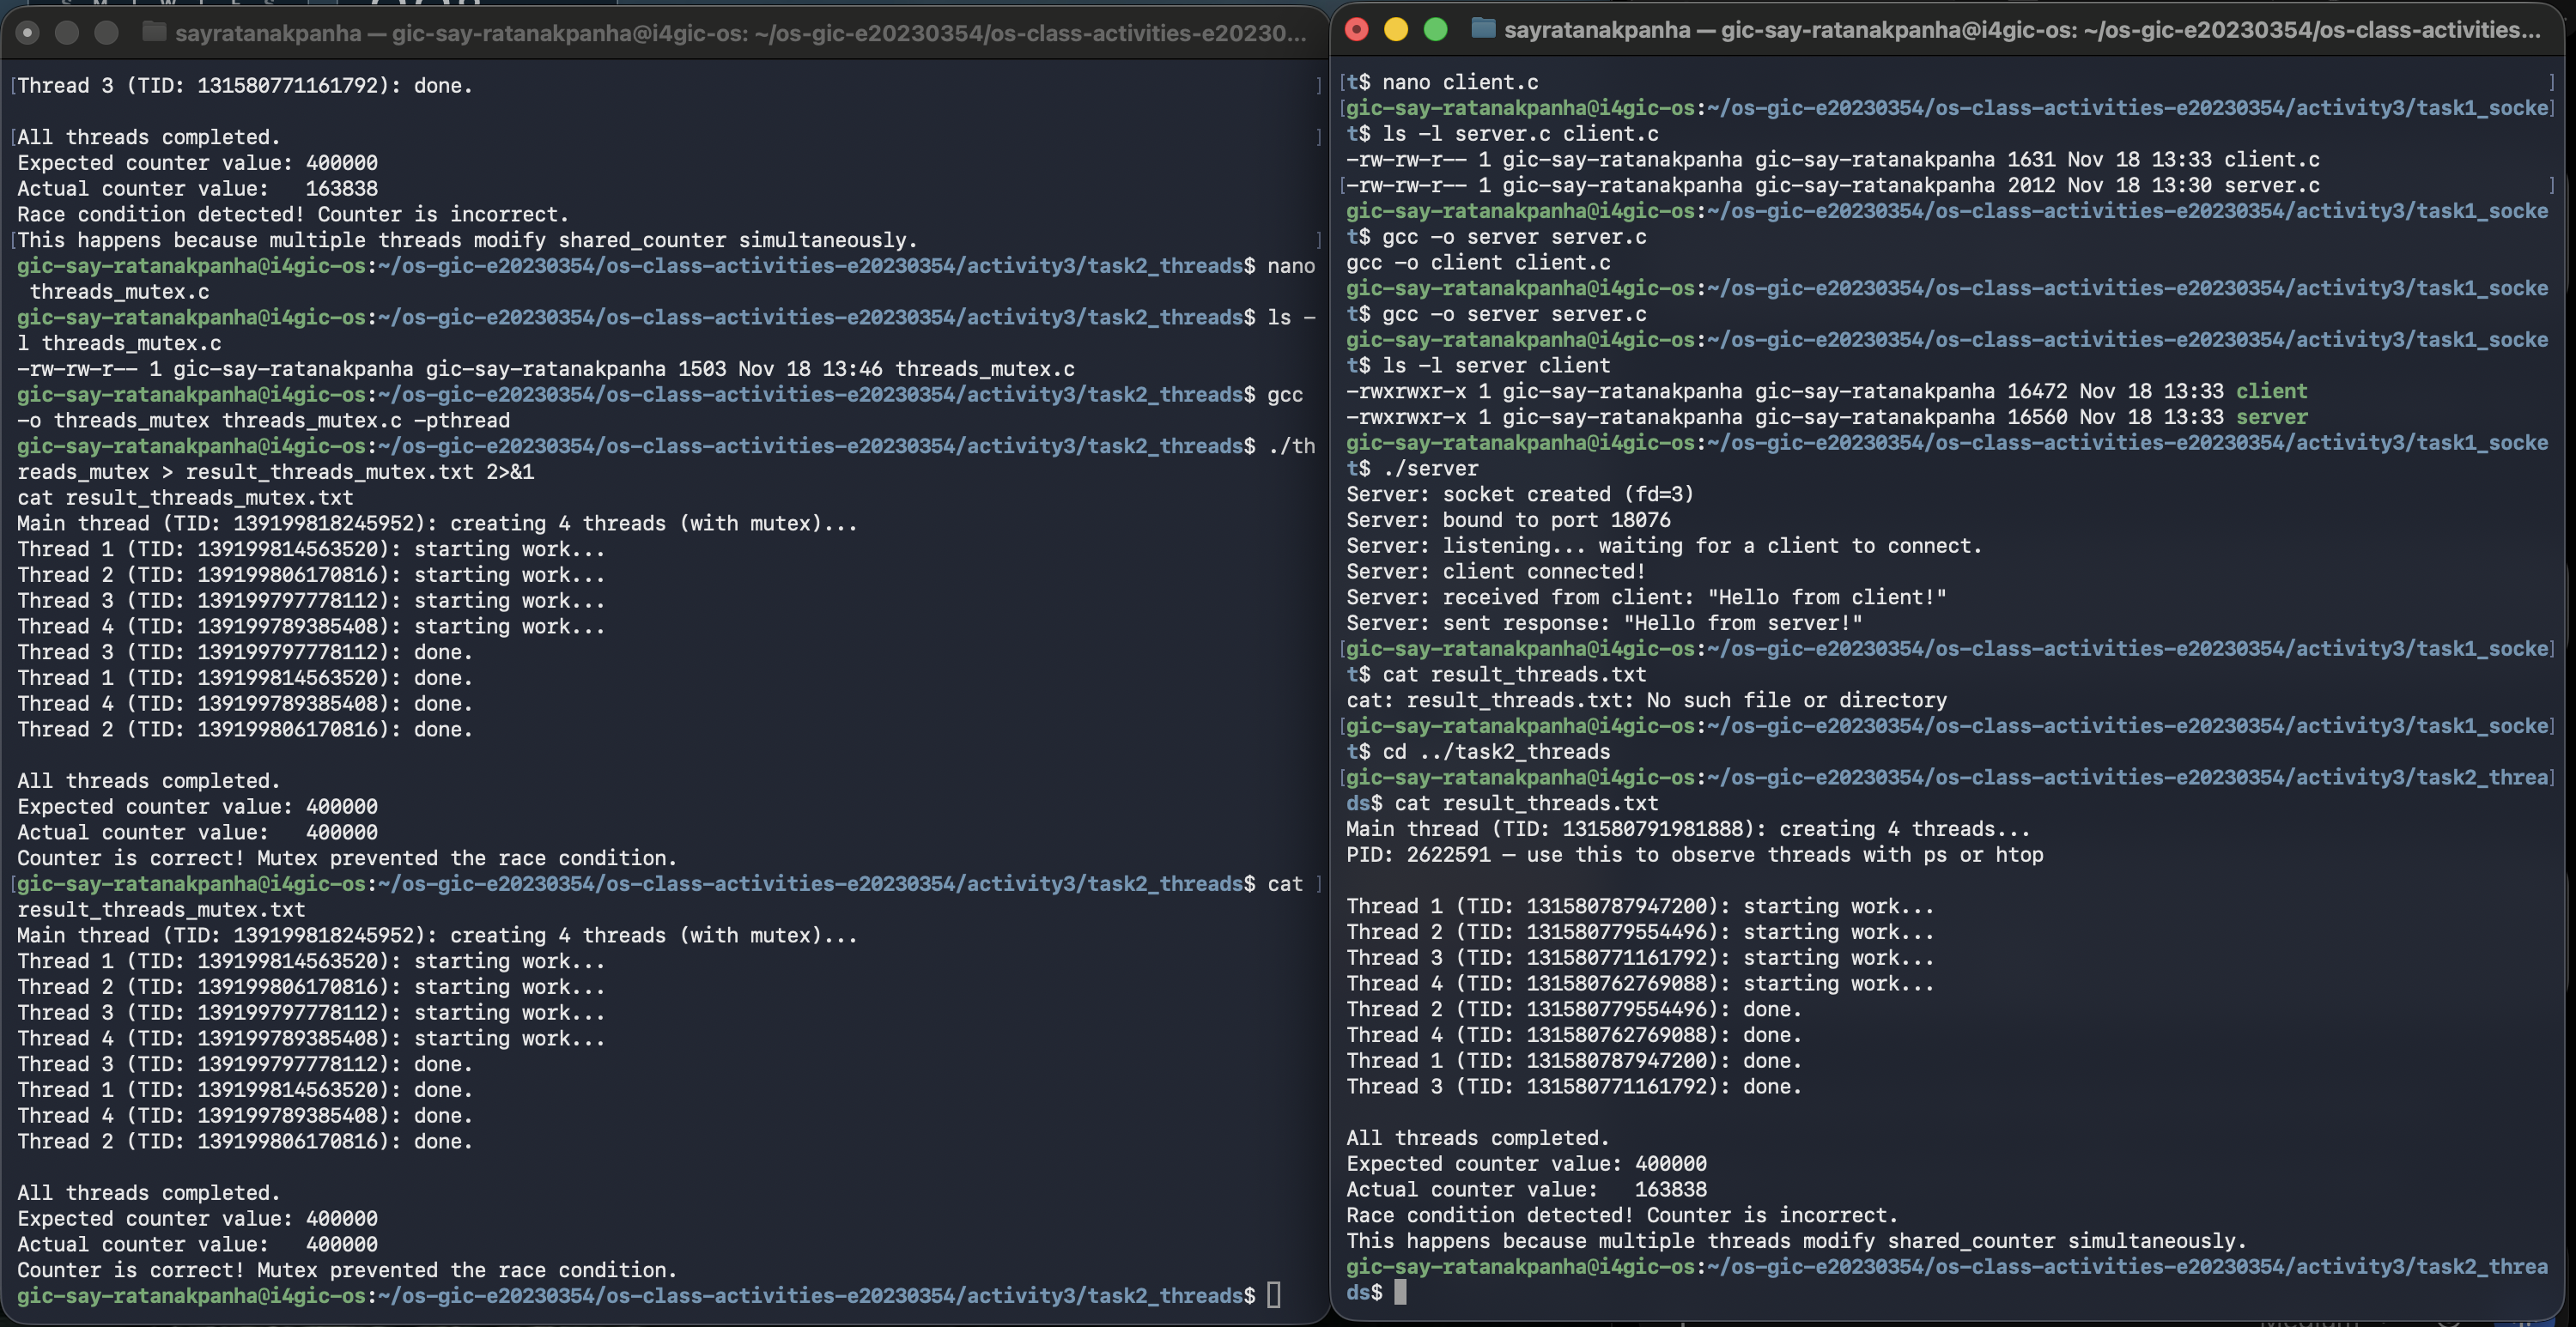 sayratanakpanha — gic-say-ratanakpanha@i4gic-os: ~/os-gic-e20230354/os-class-activities-e20230...
[Thread 3 (TID: 131580771161792): done. ]
[All threads completed. ]
Expected counter value: 400000
Actual counter value:   163838
Race condition detected! Counter is incorrect.
[This happens because multiple threads modify shared_counter simultaneously. ]
gic-say-ratanakpanha@i4gic-os:~/os-gic-e20230354/os-class-activities-e20230354/activity3/task2_threads$ nano
 threads_mutex.c
gic-say-ratanakpanha@i4gic-os:~/os-gic-e20230354/os-class-activities-e20230354/activity3/task2_threads$ ls -
l threads_mutex.c
-rw-rw-r-- 1 gic-say-ratanakpanha gic-say-ratanakpanha 1503 Nov 18 13:46 threads_mutex.c
gic-say-ratanakpanha@i4gic-os:~/os-gic-e20230354/os-class-activities-e20230354/activity3/task2_threads$ gcc
-o threads_mutex threads_mutex.c -pthread
gic-say-ratanakpanha@i4gic-os:~/os-gic-e20230354/os-class-activities-e20230354/activity3/task2_threads$ ./th
reads_mutex > result_threads_mutex.txt 2>&1
cat result_threads_mutex.txt
Main thread (TID: 139199818245952): creating 4 threads (with mutex)...
Thread 1 (TID: 139199814563520): starting work...
Thread 2 (TID: 139199806170816): starting work...
Thread 3 (TID: 139199797778112): starting work...
Thread 4 (TID: 139199789385408): starting work...
Thread 3 (TID: 139199797778112): done.
Thread 1 (TID: 139199814563520): done.
Thread 4 (TID: 139199789385408): done.
Thread 2 (TID: 139199806170816): done.
All threads completed.
Expected counter value: 400000
Actual counter value:   400000
Counter is correct! Mutex prevented the race condition.
[gic-say-ratanakpanha@i4gic-os:~/os-gic-e20230354/os-class-activities-e20230354/activity3/task2_threads$ cat ]
result_threads_mutex.txt
Main thread (TID: 139199818245952): creating 4 threads (with mutex)...
Thread 1 (TID: 139199814563520): starting work...
Thread 2 (TID: 139199806170816): starting work...
Thread 3 (TID: 139199797778112): starting work...
Thread 4 (TID: 139199789385408): starting work...
Thread 3 (TID: 139199797778112): done.
Thread 1 (TID: 139199814563520): done.
Thread 4 (TID: 139199789385408): done.
Thread 2 (TID: 139199806170816): done.
All threads completed.
Expected counter value: 400000
Actual counter value:   400000
Counter is correct! Mutex prevented the race condition.
gic-say-ratanakpanha@i4gic-os:~/os-gic-e20230354/os-class-activities-e20230354/activity3/task2_threads$
sayratanakpanha — gic-say-ratanakpanha@i4gic-os: ~/os-gic-e20230354/os-class-activities...
[t$ nano client.c ]
[gic-say-ratanakpanha@i4gic-os:~/os-gic-e20230354/os-class-activities-e20230354/activity3/task1_socke]
t$ ls -l server.c client.c
-rw-rw-r-- 1 gic-say-ratanakpanha gic-say-ratanakpanha 1631 Nov 18 13:33 client.c
[-rw-rw-r-- 1 gic-say-ratanakpanha gic-say-ratanakpanha 2012 Nov 18 13:30 server.c ]
gic-say-ratanakpanha@i4gic-os:~/os-gic-e20230354/os-class-activities-e20230354/activity3/task1_socke
t$ gcc -o server server.c
gcc -o client client.c
gic-say-ratanakpanha@i4gic-os:~/os-gic-e20230354/os-class-activities-e20230354/activity3/task1_socke
t$ gcc -o server server.c
gic-say-ratanakpanha@i4gic-os:~/os-gic-e20230354/os-class-activities-e20230354/activity3/task1_socke
t$ ls -l server client
-rwxrwxr-x 1 gic-say-ratanakpanha gic-say-ratanakpanha 16472 Nov 18 13:33 client
-rwxrwxr-x 1 gic-say-ratanakpanha gic-say-ratanakpanha 16560 Nov 18 13:33 server
gic-say-ratanakpanha@i4gic-os:~/os-gic-e20230354/os-class-activities-e20230354/activity3/task1_socke
t$ ./server
Server: socket created (fd=3)
Server: bound to port 18076
Server: listening... waiting for a client to connect.
Server: client connected!
Server: received from client: "Hello from client!"
Server: sent response: "Hello from server!"
[gic-say-ratanakpanha@i4gic-os:~/os-gic-e20230354/os-class-activities-e20230354/activity3/task1_socke]
t$ cat result_threads.txt
cat: result_threads.txt: No such file or directory
[gic-say-ratanakpanha@i4gic-os:~/os-gic-e20230354/os-class-activities-e20230354/activity3/task1_socke]
t$ cd ../task2_threads
[gic-say-ratanakpanha@i4gic-os:~/os-gic-e20230354/os-class-activities-e20230354/activity3/task2_threa]
ds$ cat result_threads.txt
Main thread (TID: 131580791981888): creating 4 threads...
PID: 2622591 — use this to observe threads with ps or htop
Thread 1 (TID: 131580787947200): starting work...
Thread 2 (TID: 131580779554496): starting work...
Thread 3 (TID: 131580771161792): starting work...
Thread 4 (TID: 131580762769088): starting work...
Thread 2 (TID: 131580779554496): done.
Thread 4 (TID: 131580762769088): done.
Thread 1 (TID: 131580787947200): done.
Thread 3 (TID: 131580771161792): done.
All threads completed.
Expected counter value: 400000
Actual counter value:   163838
Race condition detected! Counter is incorrect.
This happens because multiple threads modify shared_counter simultaneously.
gic-say-ratanakpanha@i4gic-os:~/os-gic-e20230354/os-class-activities-e20230354/activity3/task2_threa
ds$